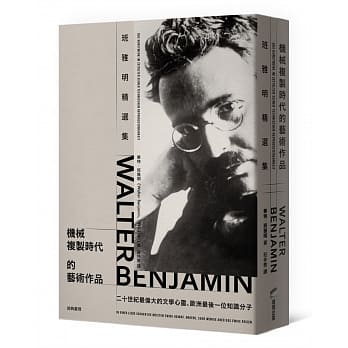 班雅明精選集
WALTER
BENJAMIN
機械
複製時代
的
藝術作品
二十世紀最偉大的文學心靈,歐洲最後一位知識分子
機械複製時代的藝術作品
班雅明精選集
WALTER
BENJAMIN